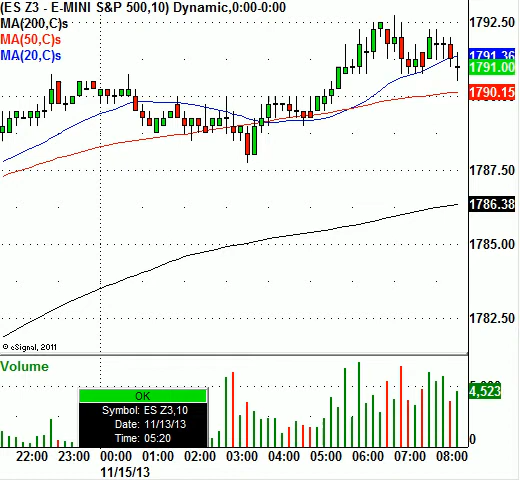 (ES Z3 - E-MINI S&P 500,10) Dynamic,0:00-0:00
MA(200,C)s
MA(50,C)s
MA(20,C)s
1792.50
1791.36
1791.00
1790.15
1787.50
1786.38
1785.00
1782.50
© eSignal, 2011
Volume
4,523
0
OK
Symbol: ES Z3,10
Date: 11/13/13
Time: 05:20
22:00 23:00 00:00 01:00 02:00 03:00 04:00 05:00 06:00 07:00 08:00
11/15/13